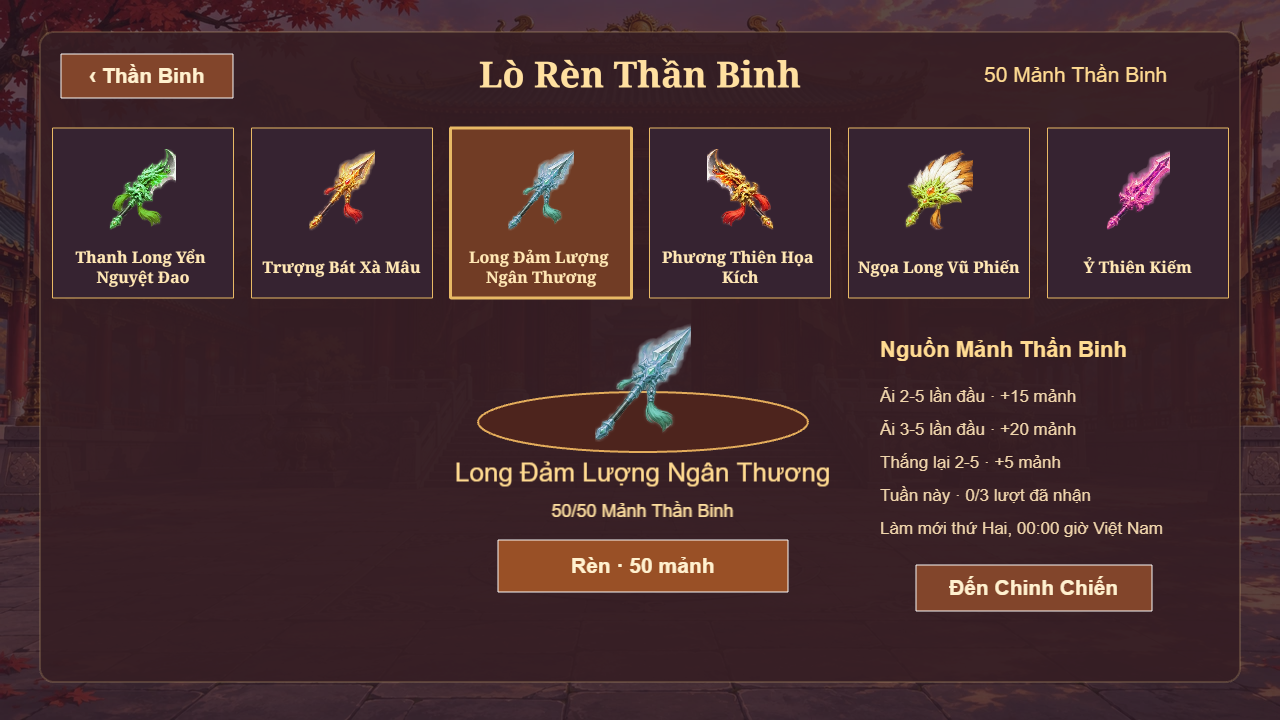 ‹ Thần Binh
Lò Rèn Thần Binh
50 Mảnh Thần Binh
Thanh Long Yển
Nguyệt Đao
Trượng Bát Xà Mâu
Long Đảm Lượng
Ngân Thương
Phương Thiên Họa
Kích
Ngọa Long Vũ Phiến
Ỷ Thiên Kiếm
Long Đảm Lượng Ngân Thương
50/50 Mảnh Thần Binh
Rèn · 50 mảnh
Nguồn Mảnh Thần Binh
Ải 2-5 lần đầu · +15 mảnh
Ải 3-5 lần đầu · +20 mảnh
Thắng lại 2-5 · +5 mảnh
Tuần này · 0/3 lượt đã nhận
Làm mới thứ Hai, 00:00 giờ Việt Nam
Đến Chinh Chiến